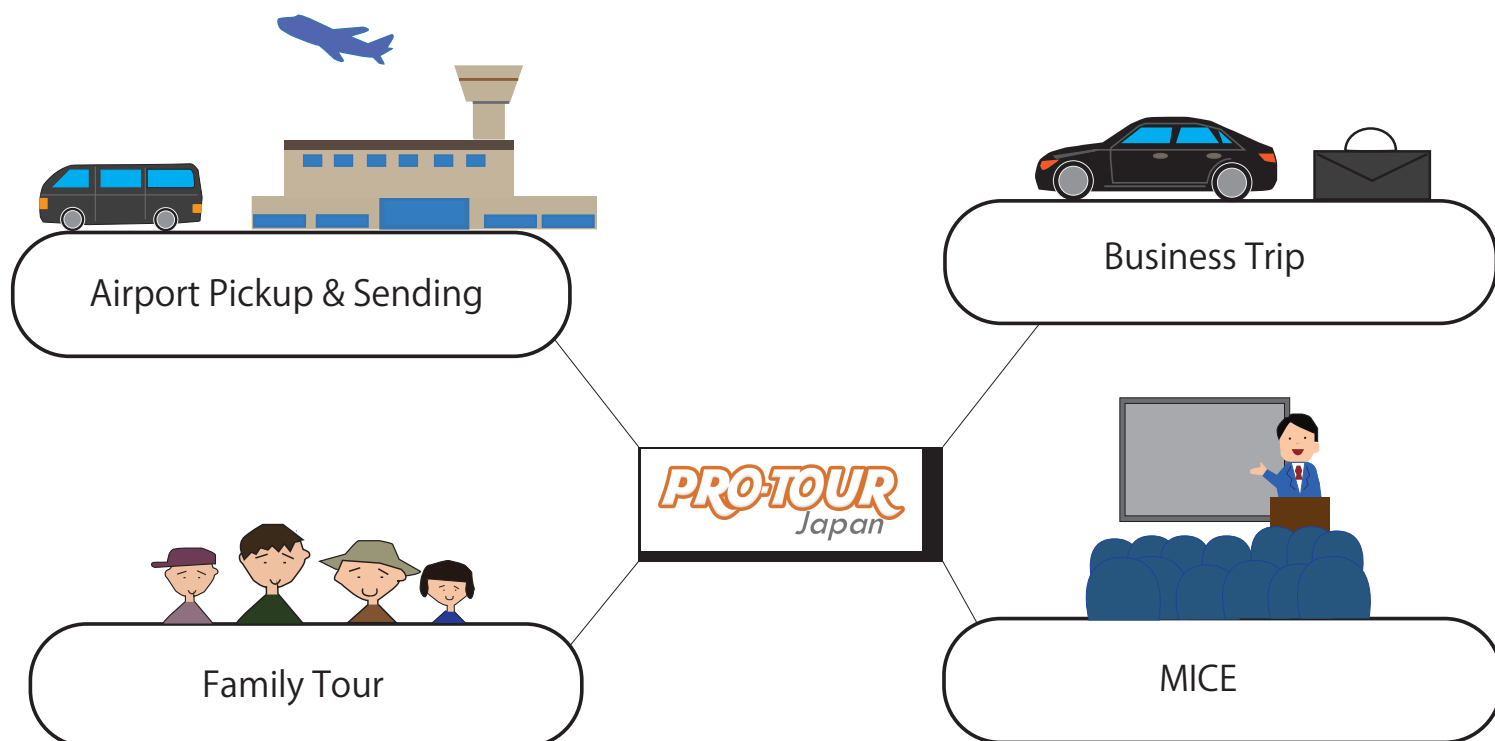 Airport Pickup & Sending
Business Trip
PRO-TOUR
Japan
Family Tour
MICE